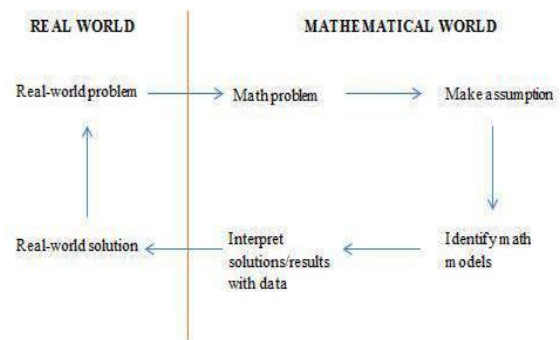 REAL WORLD
MATHEMATICAL WORLD
Real-world problem
Math problem
Make assumption
Real-world solution
Interpret
solutions/results
with data
Identify math
models